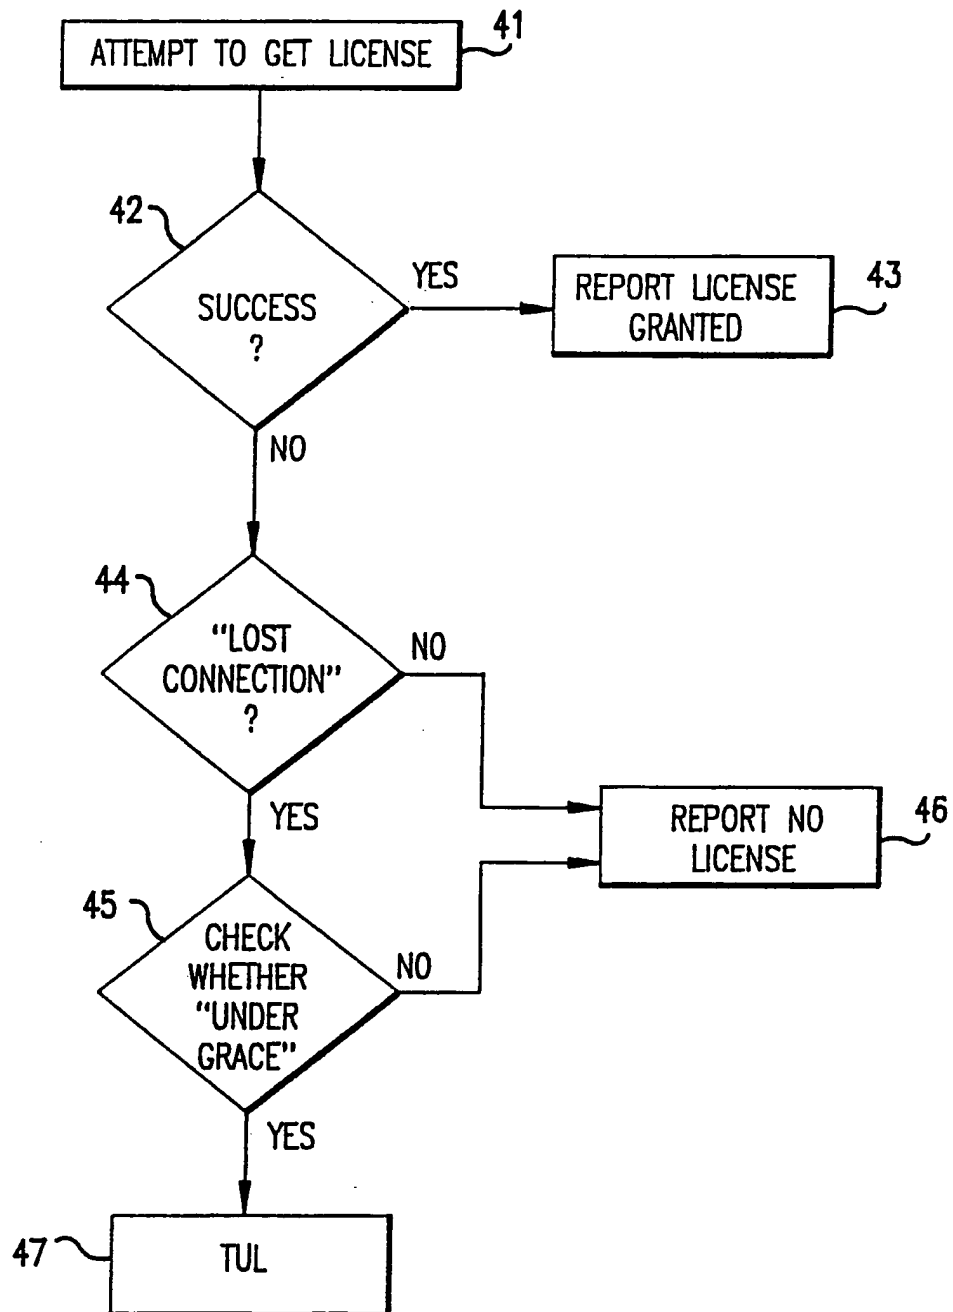 41
ATTEMPT TO GET LICENSE
42
SUCCESS
?
YES
REPORT LICENSE
GRANTED
43
NO
44
"LOST
CONNECTION"
?
NO
YES
REPORT NO
LICENSE
46
45
CHECK
WHETHER
"UNDER
GRACE"
NO
YES
47
TUL